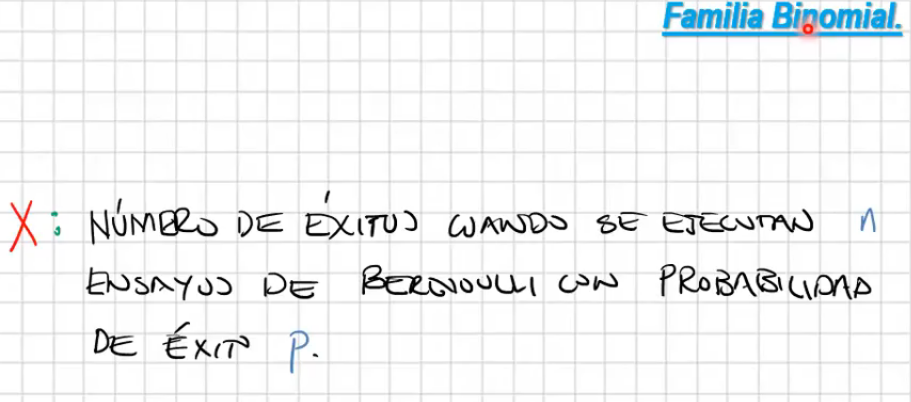 Familia Binomial.
X: NÚMERO DE ÉXITOS CUANDO SE EJECUTAN n
ENSAYOS DE BERNOULLI CON PROBABILIDAD
DE ÉXITO p.